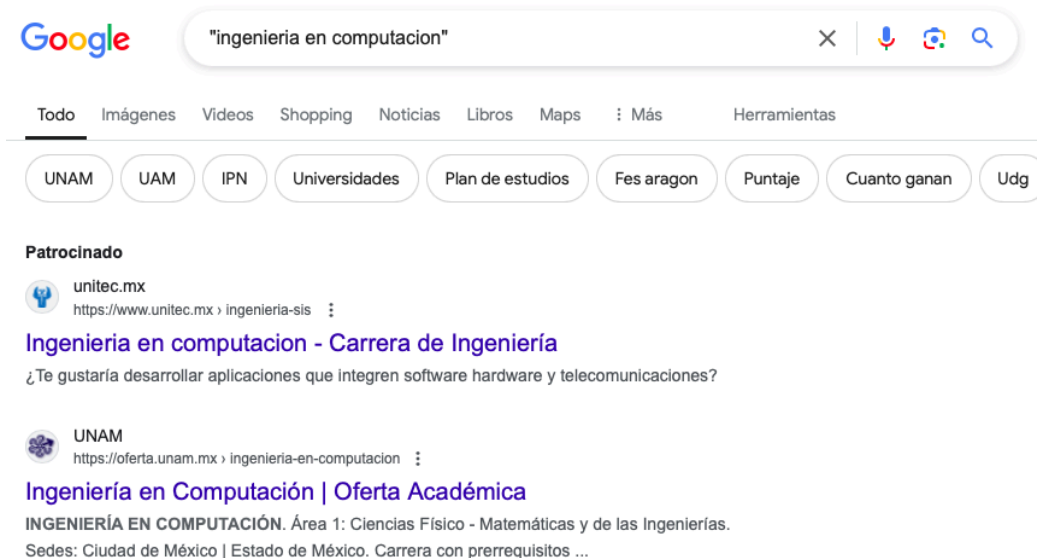 Google
"ingenieria en computacion"
Todo Imágenes Videos Shopping Noticias Libros Maps Más Herramientas
UNAM UAM IPN Universidades Plan de estudios Fes aragon Puntaje Cuanto ganan Udg
Patrocinado
unitec.mx
https://www.unitec.mx › ingenieria-sis
Ingenieria en computacion - Carrera de Ingeniería
¿Te gustaría desarrollar aplicaciones que integren software hardware y telecomunicaciones?
UNAM
https://oferta.unam.mx › ingenieria-en-computacion
Ingeniería en Computación | Oferta Académica
INGENIERÍA EN COMPUTACIÓN. Área 1: Ciencias Físico - Matemáticas y de las Ingenierías.
Sedes: Ciudad de México | Estado de México. Carrera con prerrequisitos ...